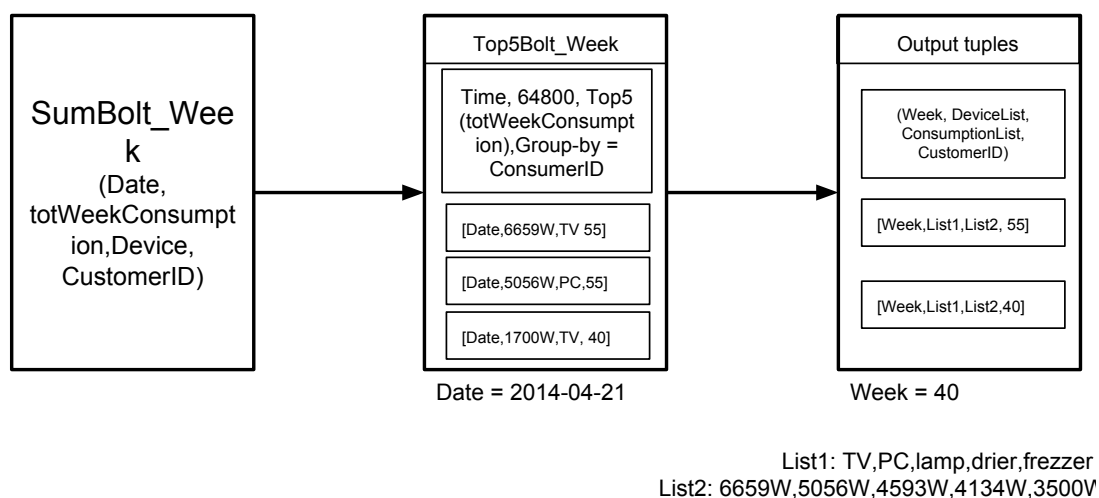 SumBolt_Wee
k
(Date,
totWeekConsumpt
ion,Device,
CustomerID)
Top5Bolt_Week
Time, 64800, Top5
(totWeekConsumpt
ion),Group-by =
ConsumerID
[Date,6659W,TV 55]
[Date,5056W,PC,55]
[Date,1700W,TV, 40]
Date = 2014-04-21
Output tuples
(Week, DeviceList,
ConsumptionList,
CustomerID)
[Week,List1,List2, 55]
[Week,List1,List2,40]
Week = 40
List1: TV,PC,lamp,drier,frezzer
List2: 6659W,5056W,4593W,4134W,3500W